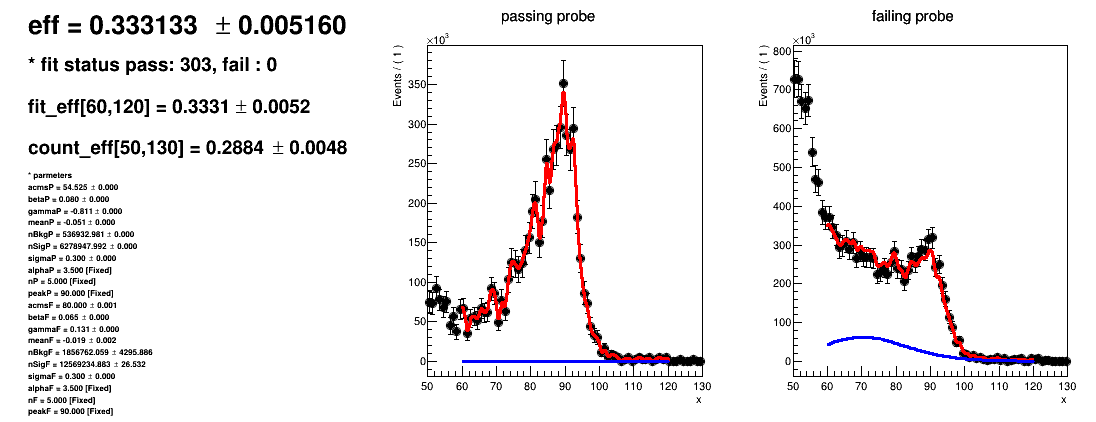 eff = 0.333133 ± 0.005160
* fit status pass: 303, fail : 0
fit_eff[60,120] = 0.3331 ± 0.0052
count_eff[50,130] = 0.2884 ± 0.0048
* parmeters
acmsP = 54.525 ± 0.000
betaP = 0.080 ± 0.000
gammaP = -0.811 ± 0.000
meanP = -0.051 ± 0.000
nBkgP = 536932.981 ± 0.000
nSigP = 6278947.992 ± 0.000
sigmaP = 0.300 ± 0.000
alphaP = 3.500 [Fixed]
nP = 5.000 [Fixed]
peakP = 90.000 [Fixed]
acmsF = 80.000 ± 0.001
betaF = 0.065 ± 0.000
gammaF = 0.131 ± 0.000
meanF = -0.019 ± 0.002
nBkgF = 1856762.059 ± 4295.886
nSigF = 12569234.883 ± 26.532
sigmaF = 0.300 ± 0.000
alphaF = 3.500 [Fixed]
nF = 5.000 [Fixed]
peakF = 90.000 [Fixed]
passing probe
×10³
Events / ( 1 )
350
300
250
200
150
100
50
0
50 60 70 80 90 100 110 120 130
x
failing probe
×10³
Events / ( 1 )
800
700
600
500
400
300
200
100
0
50 60 70 80 90 100 110 120 130
x